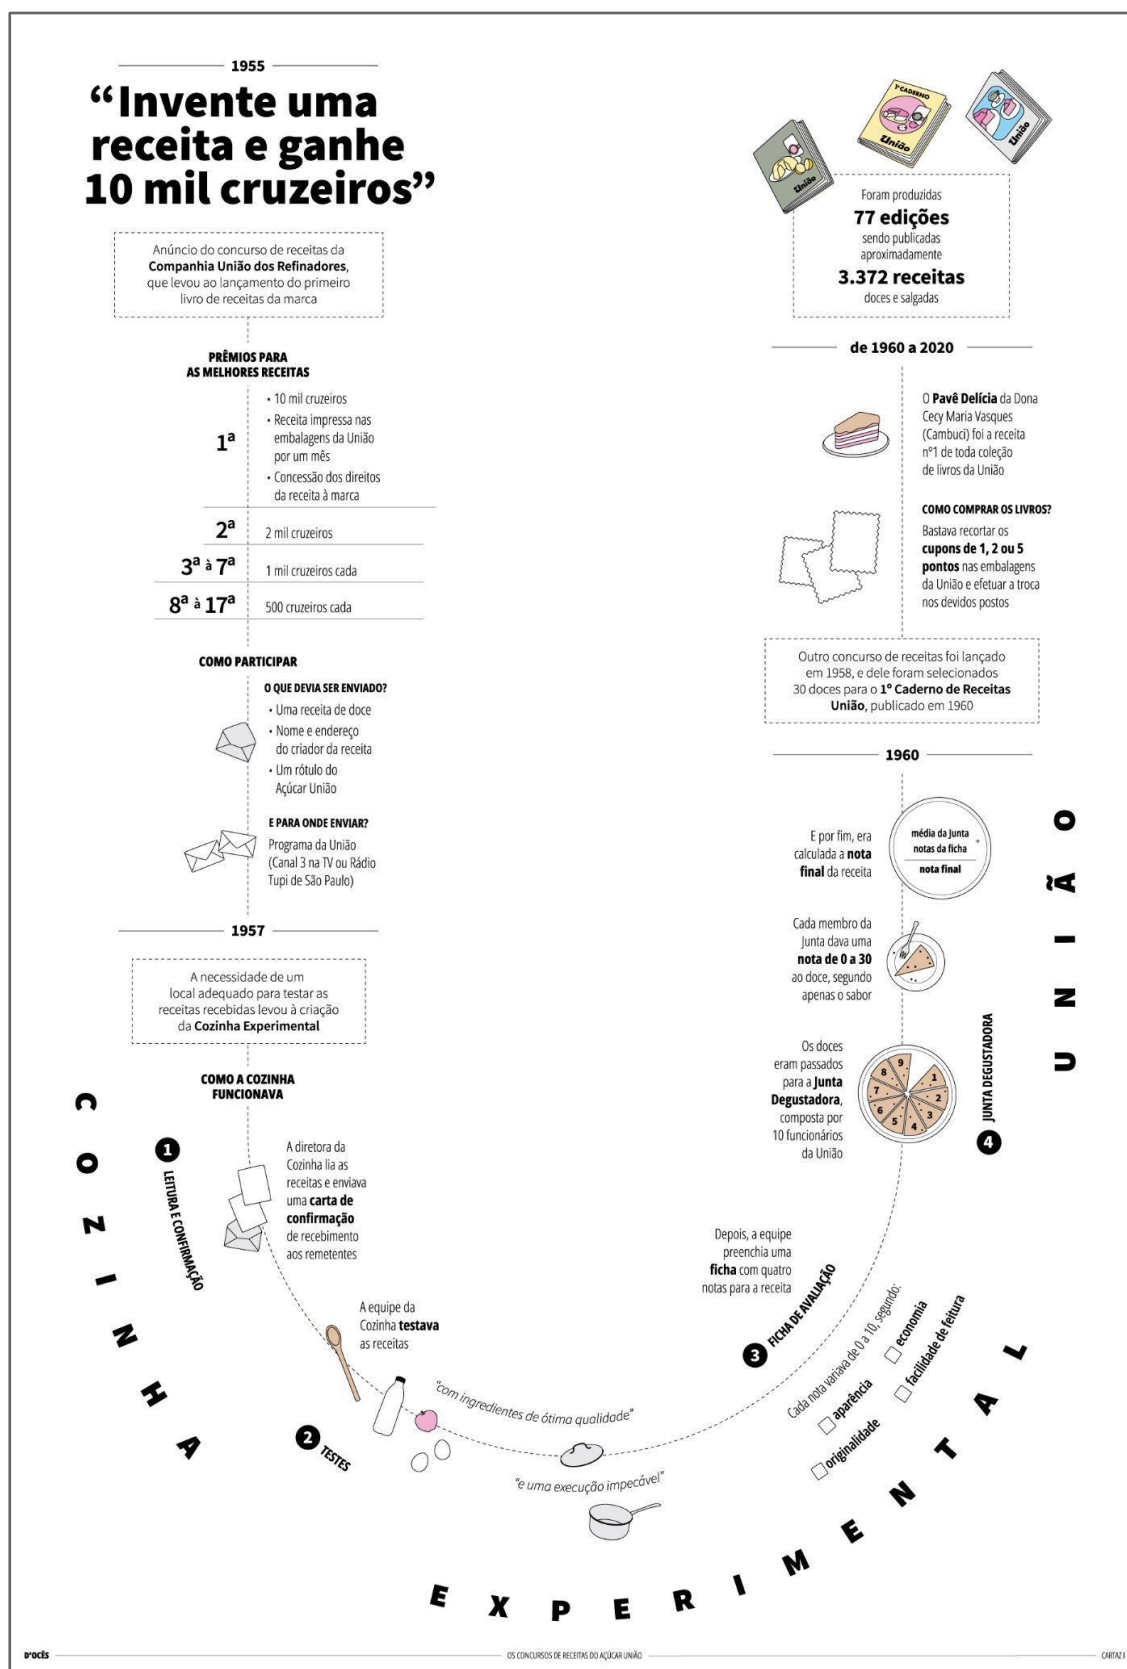 1955
“Invente uma
receita e ganhe
10 mil cruzeiros”
Anúncio do concurso de receitas da
Companhia União dos Refinadores,
que levou ao lançamento do primeiro
livro de receitas da marca
PRÊMIOS PARA
AS MELHORES RECEITAS
1ª
• 10 mil cruzeiros
• Receita impressa nas
embalagens da União
por um mês
• Concessão dos direitos
da receita à marca
2ª 2 mil cruzeiros
3ª à 7ª 1 mil cruzeiros cada
8ª à 17ª 500 cruzeiros cada
COMO PARTICIPAR
O QUE DEVIA SER ENVIADO?
• Uma receita de doce
• Nome e endereço
do criador da receita
• Um rótulo do
Açúcar União
E PARA ONDE ENVIAR?
Programa da União
(Canal 3 na TV ou Rádio
Tupi de São Paulo)
1957
A necessidade de um
local adequado para testar as
receitas recebidas levou à criação
da Cozinha Experimental
COMO A COZINHA
FUNCIONAVA
1 LEITURA E CONFIRMAÇÃO
A diretora da
Cozinha lia as
receitas e enviava
uma carta de
confirmação
de recebimento
aos remetentes
A equipe da
Cozinha testava
as receitas
2 TESTES
“com ingredientes de ótima qualidade”
“e uma execução impecável”
Depois, a equipe
preenchia uma
ficha com quatro
notas para a receita
3 FICHA DE AVALIAÇÃO
Cada nota variava de 0 a 10, segundo:
originalidade
aparência
economia
facilidade de feitura
4 JUNTA DEGUSTADORA
Os doces
eram passados
para a Junta
Degustadora,
composta por
10 funcionários
da União
1
2
3
4
5
6
7
8
9
Cada membro da
Junta dava uma
nota de 0 a 30
ao doce, segundo
apenas o sabor
E por fim, era
calculada a nota
final da receita
média da Junta
notas da ficha +
nota final
COZINHA
EXPERIMENTAL
UNIÃO
1960
Outro concurso de receitas foi lançado
em 1958, e dele foram selecionados
30 doces para o 1º Caderno de Receitas
União, publicado em 1960
COMO COMPRAR OS LIVROS?
Bastava recortar os
cupons de 1, 2 ou 5
pontos nas embalagens
da União e efetuar a troca
nos devidos postos
O Pavê Delícia da Dona
Cecy Maria Vasques
(Cambuci) foi a receita
nº1 de toda coleção
de livros da União
de 1960 a 2020
Foram produzidas
77 edições
sendo publicadas
aproximadamente
3.372 receitas
doces e salgadas
União
CADERNO
União
União
D'OCÊS
OS CONCURSOS DE RECEITAS DO AÇÚCAR UNIÃO
CARTAZ I